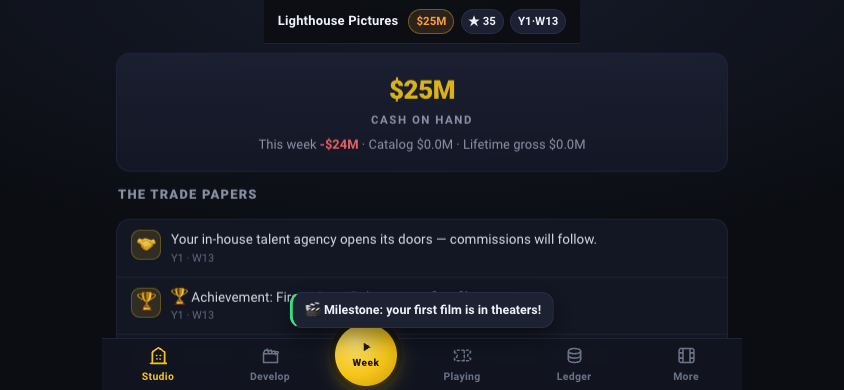 Lighthouse Pictures $25M ★ 35 Y1·W13
$25M
CASH ON HAND
This week -$24M · Catalog $0.0M · Lifetime gross $0.0M
THE TRADE PAPERS
Your in-house talent agency opens its doors — commissions will follow.
Y1 · W13
Achievement:
Y1 · W13
Milestone: your first film is in theaters!
Studio
Develop
Week
Playing
Ledger
More